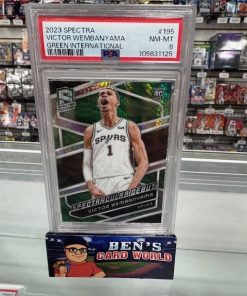 2023 SPECTRA #195
VICTOR WEMBANYAMA NM-MT
GREEN INTERNATIONAL 8
PSA 105631125
SPURS
1
SPECTRACULAR DEBUT
VICTOR WEMBANYAMA
SPURS
BEN'S
CARD WORLD